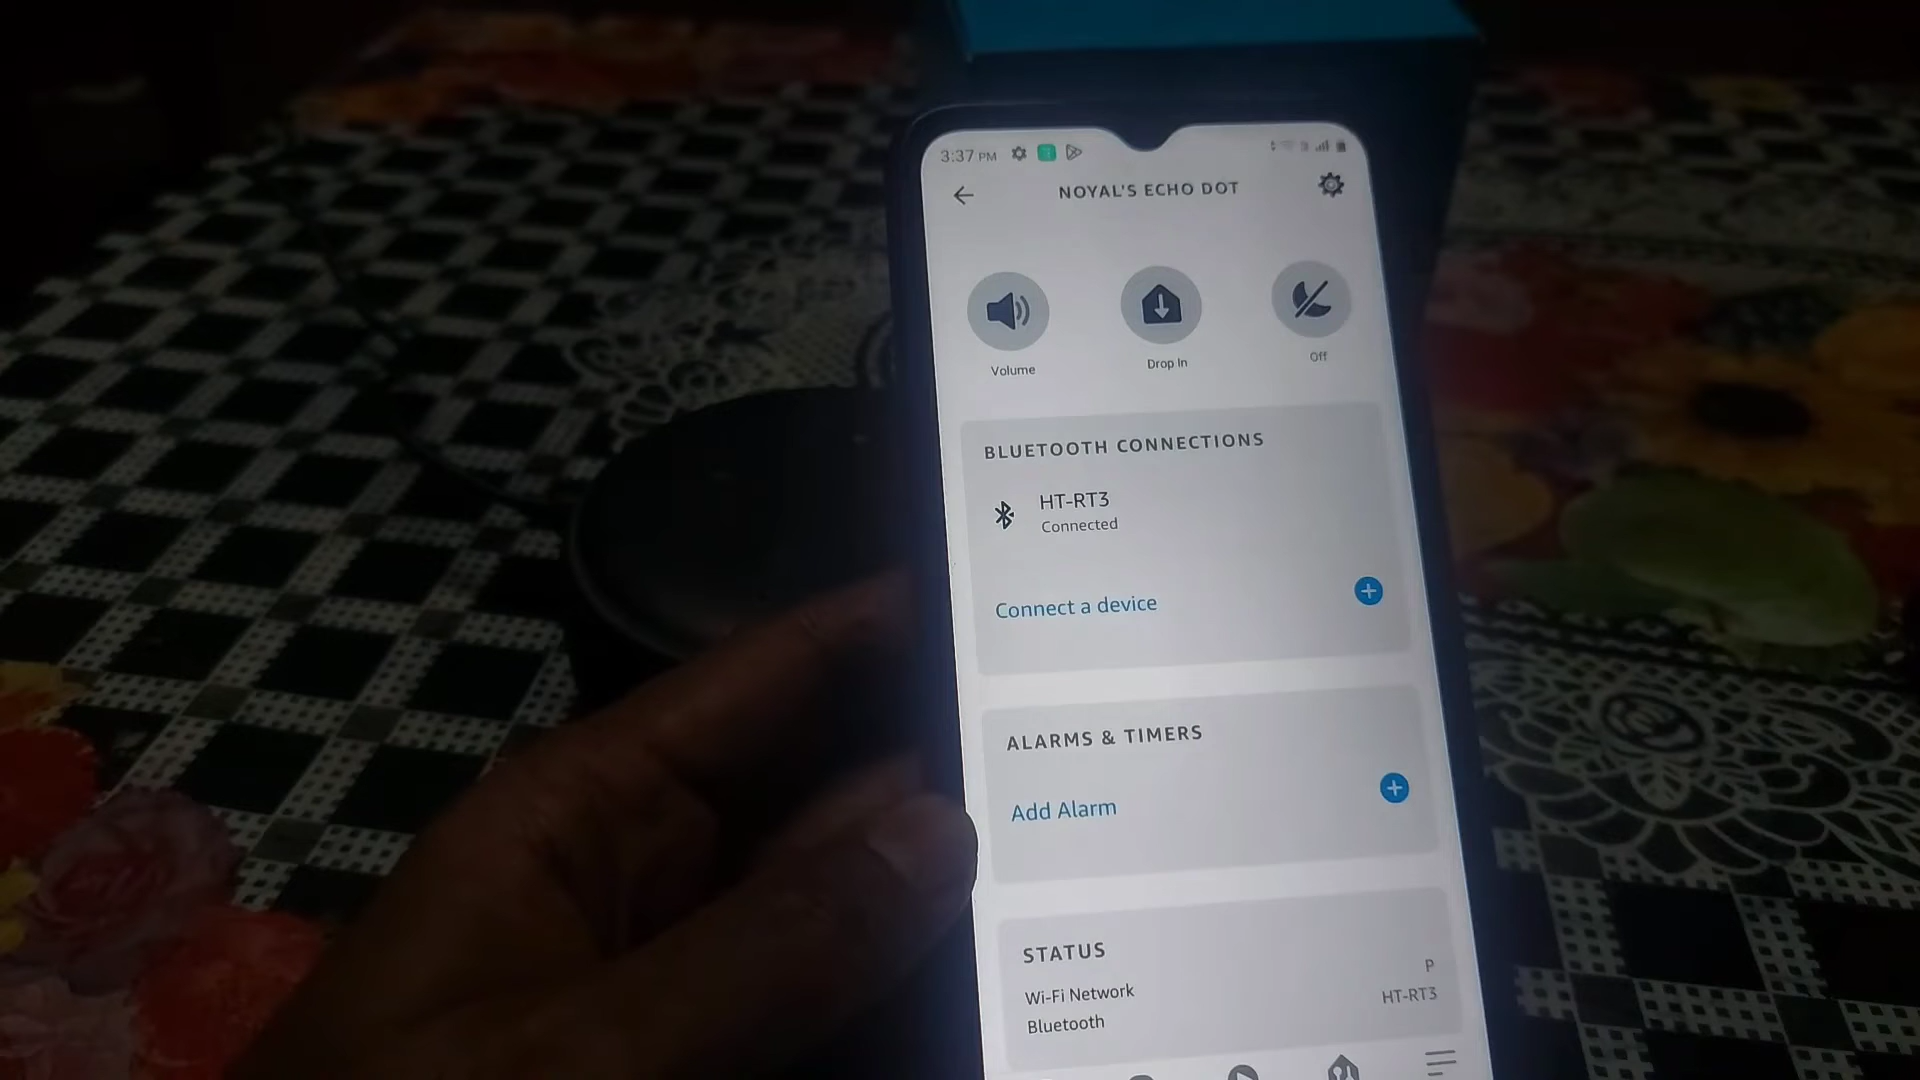 3:37 PM
NOYAL'S ECHO DOT
Volume
Drop In
Off
BLUETOOTH CONNECTIONS
HT-RT3
Connected
Connect a device
ALARMS & TIMERS
Add Alarm
STATUS
Wi-Fi Network P
Bluetooth HT-RT3